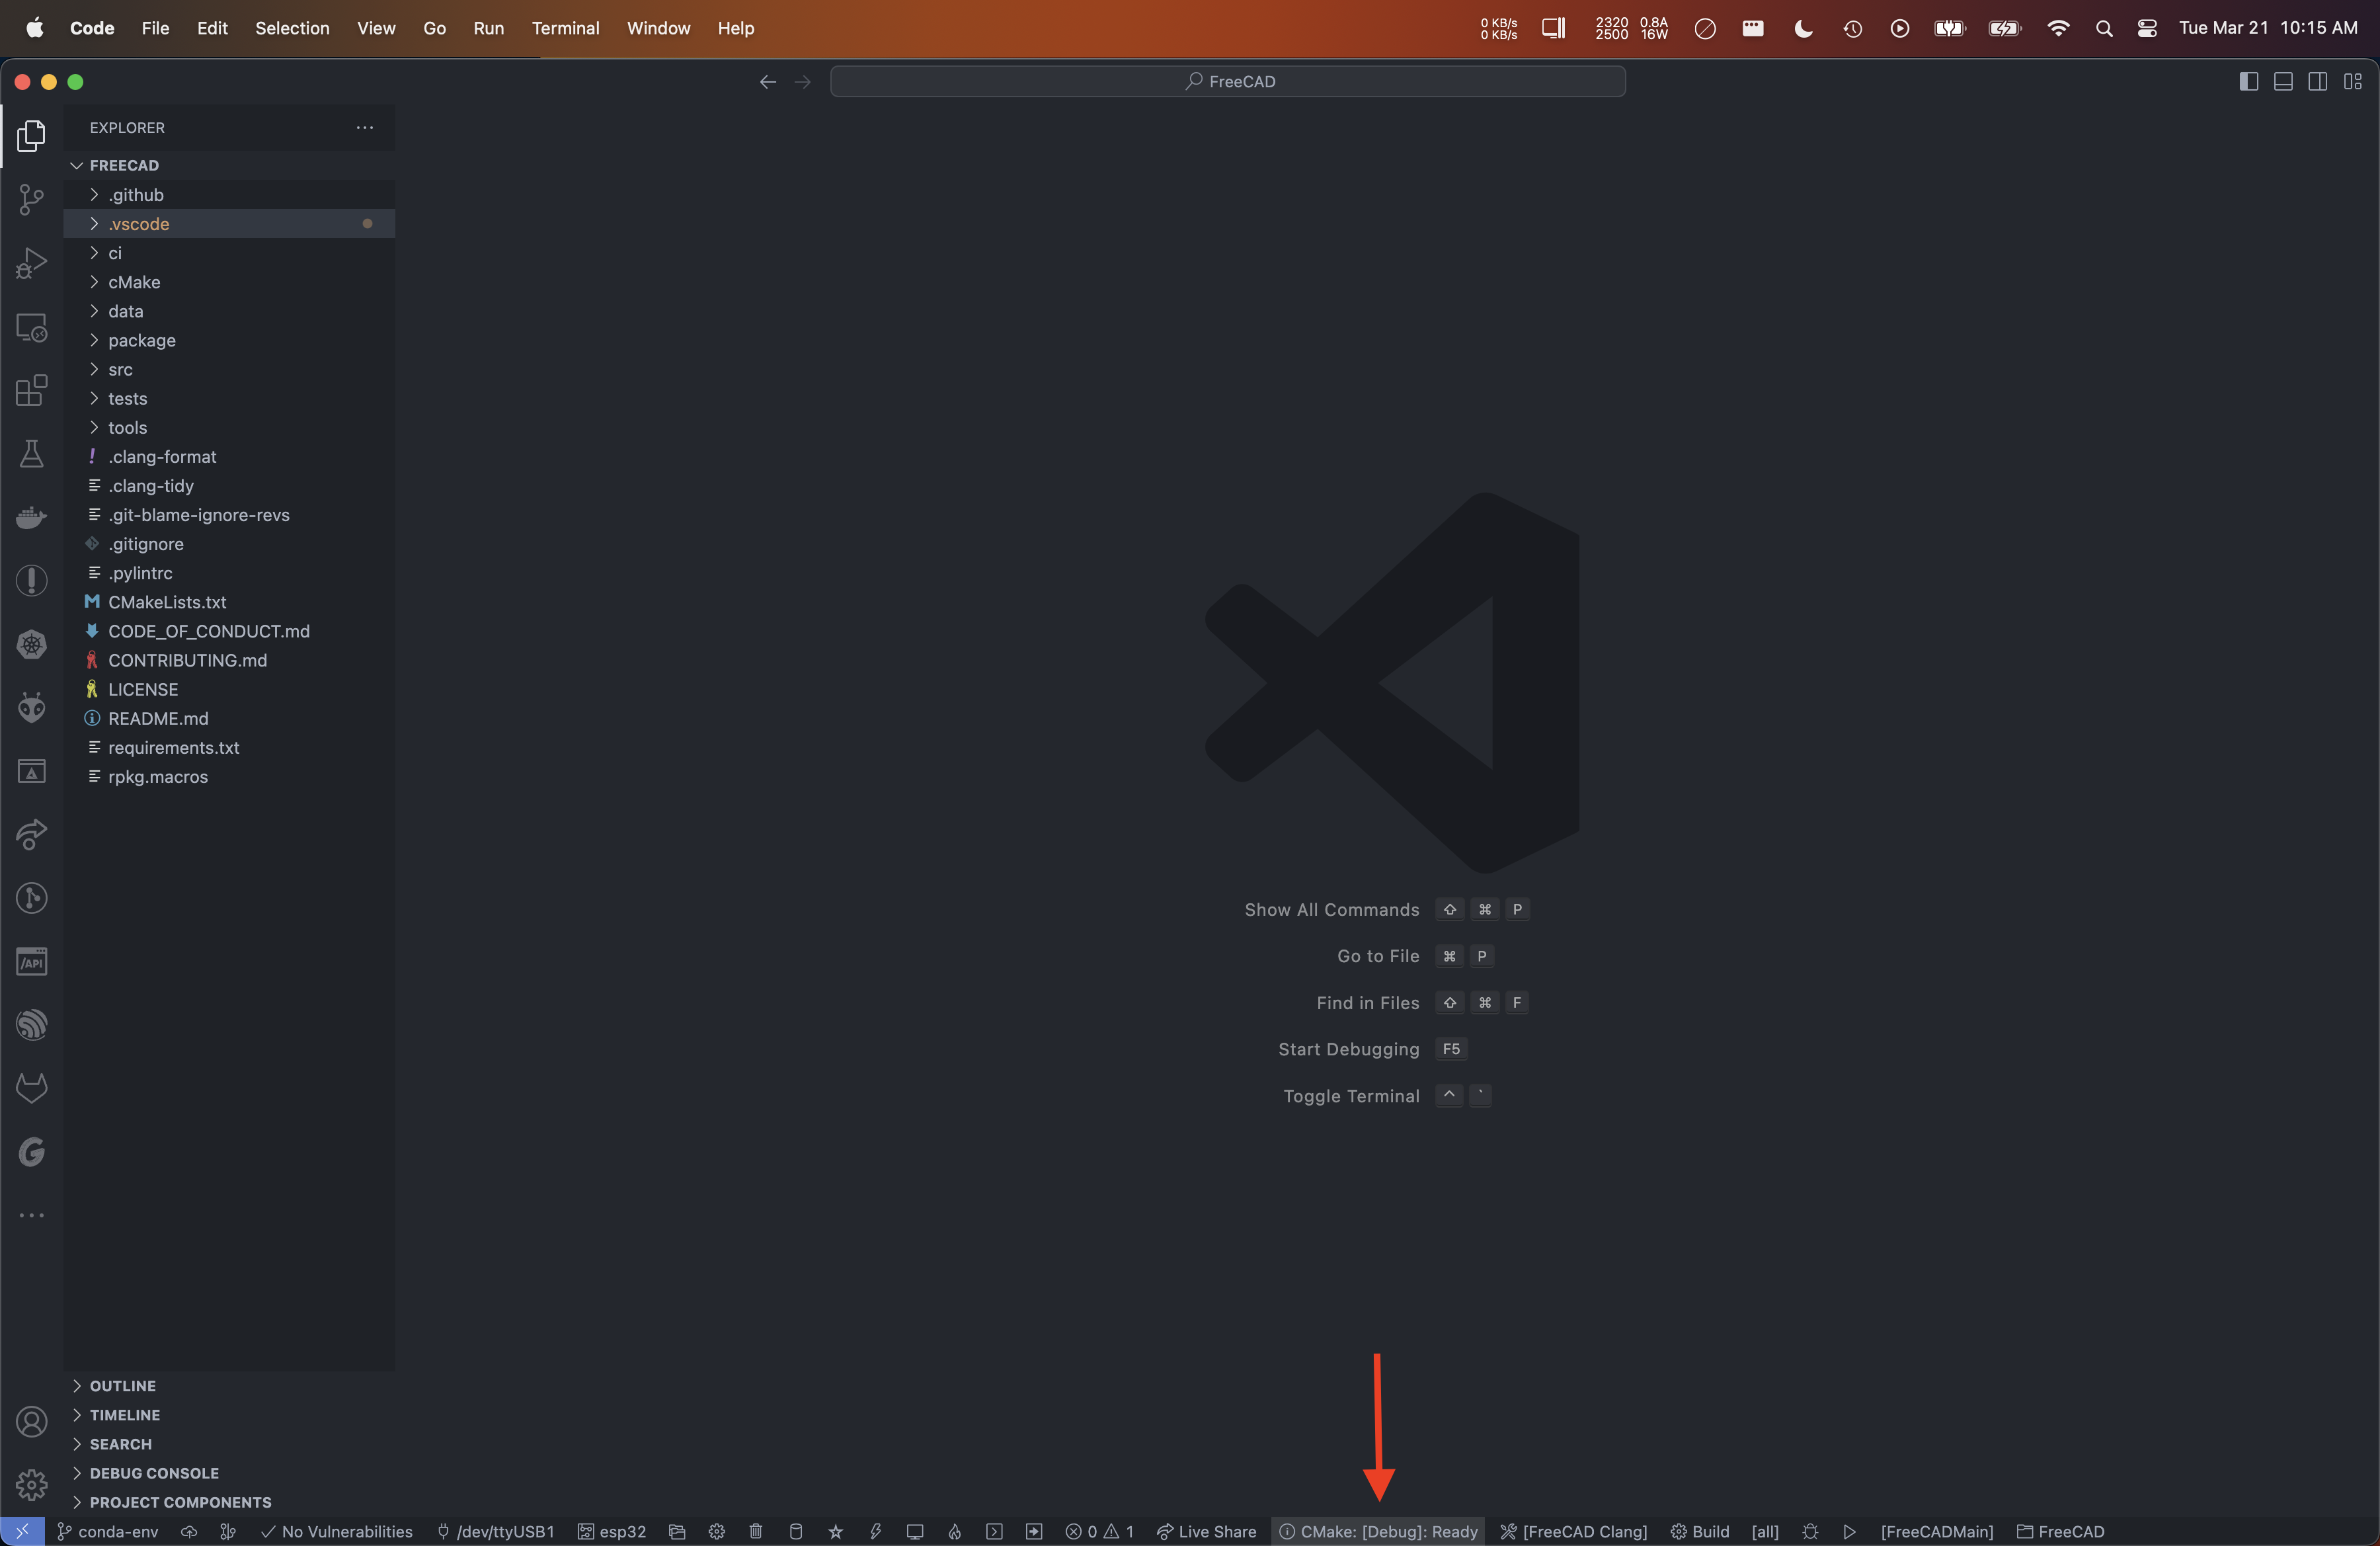 Code File Edit Selection View Go Run Terminal Window Help
0 KB/s
0 KB/s
2320 0.8A
2500 16W
Tue Mar 21 10:15 AM
FreeCAD
EXPLORER
FREECAD
.github
.vscode
ci
cMake
data
package
src
tests
tools
.clang-format
.clang-tidy
.git-blame-ignore-revs
.gitignore
.pylintrc
CMakeLists.txt
CODE_OF_CONDUCT.md
CONTRIBUTING.md
LICENSE
README.md
requirements.txt
rpkg.macros
/API
Show All Commands ⇧ ⌘ P
Go to File ⌘ P
Find in Files ⇧ ⌘ F
Start Debugging F5
Toggle Terminal ^ `
OUTLINE
TIMELINE
SEARCH
DEBUG CONSOLE
PROJECT COMPONENTS
conda-env No Vulnerabilities /dev/ttyUSB1 esp32 0 1 Live Share CMake: [Debug]: Ready [FreeCAD Clang] Build [all] [FreeCADMain] FreeCAD